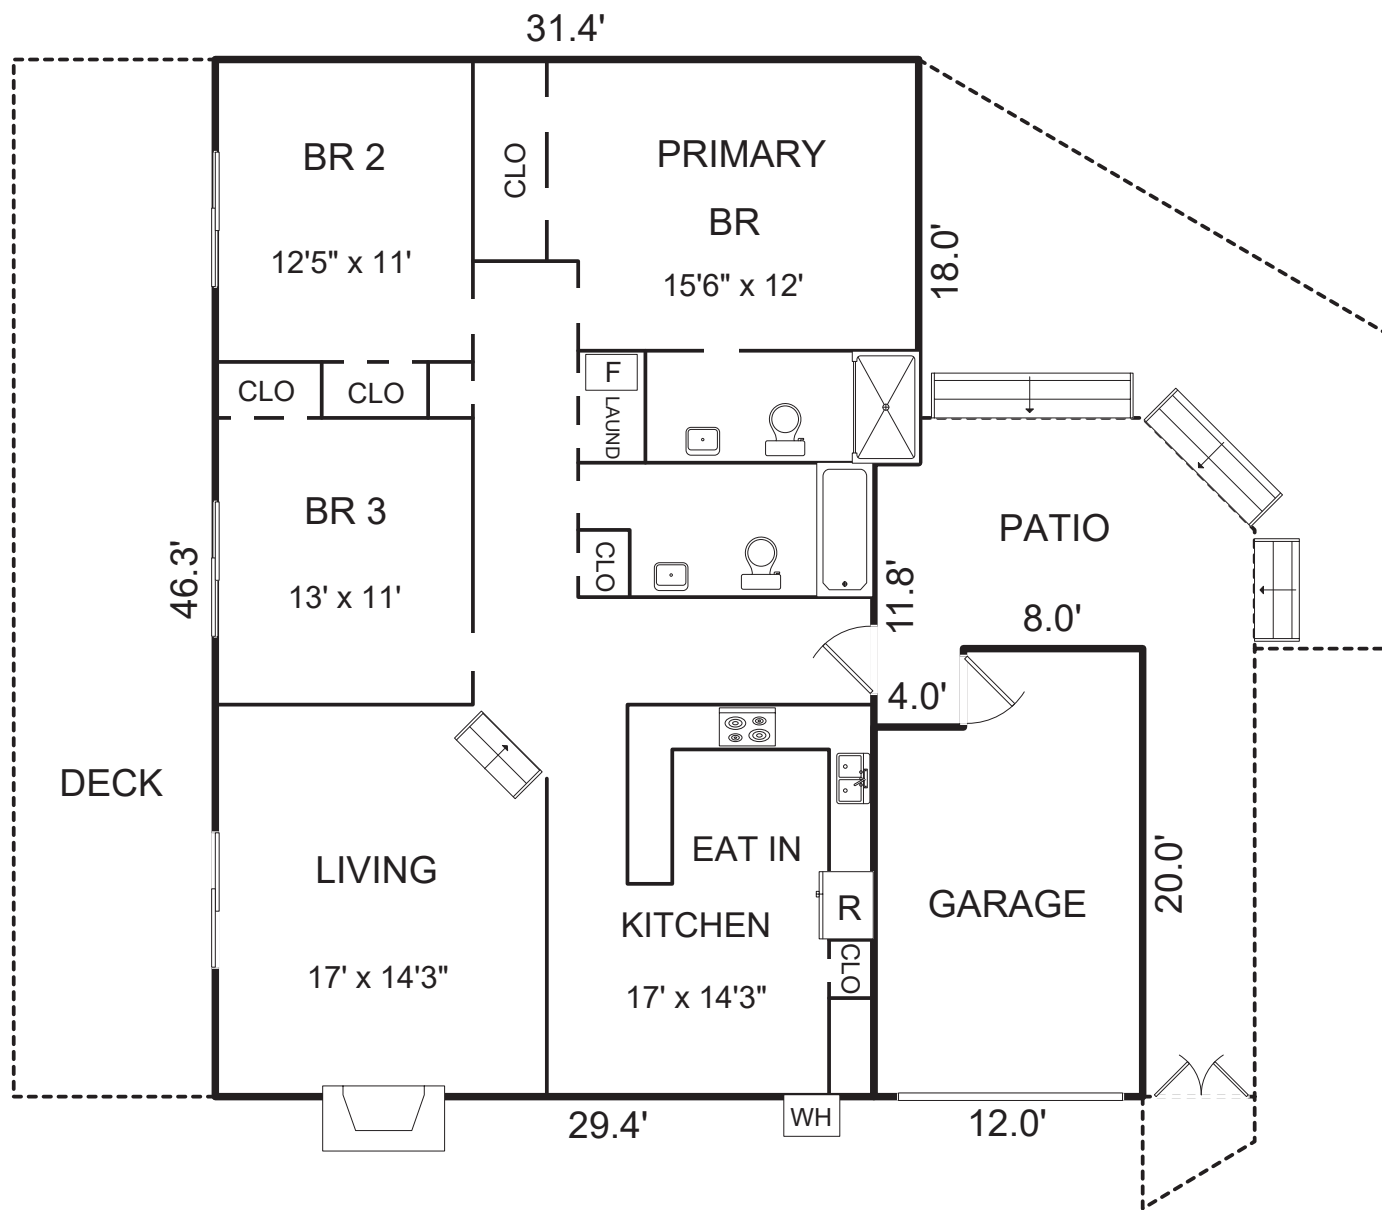 31.4'
BR 2
12'5" x 11'
CLO
PRIMARY
BR
15'6" x 12'
18.0'
CLO
CLO
F
LAUND
BR 3
13' x 11'
46.3'
CLO
PATIO
11.8'
8.0'
4.0'
DECK
LIVING
17' x 14'3"
EAT IN
KITCHEN
17' x 14'3"
R
CLO
GARAGE
20.0'
29.4'
WH
12.0'